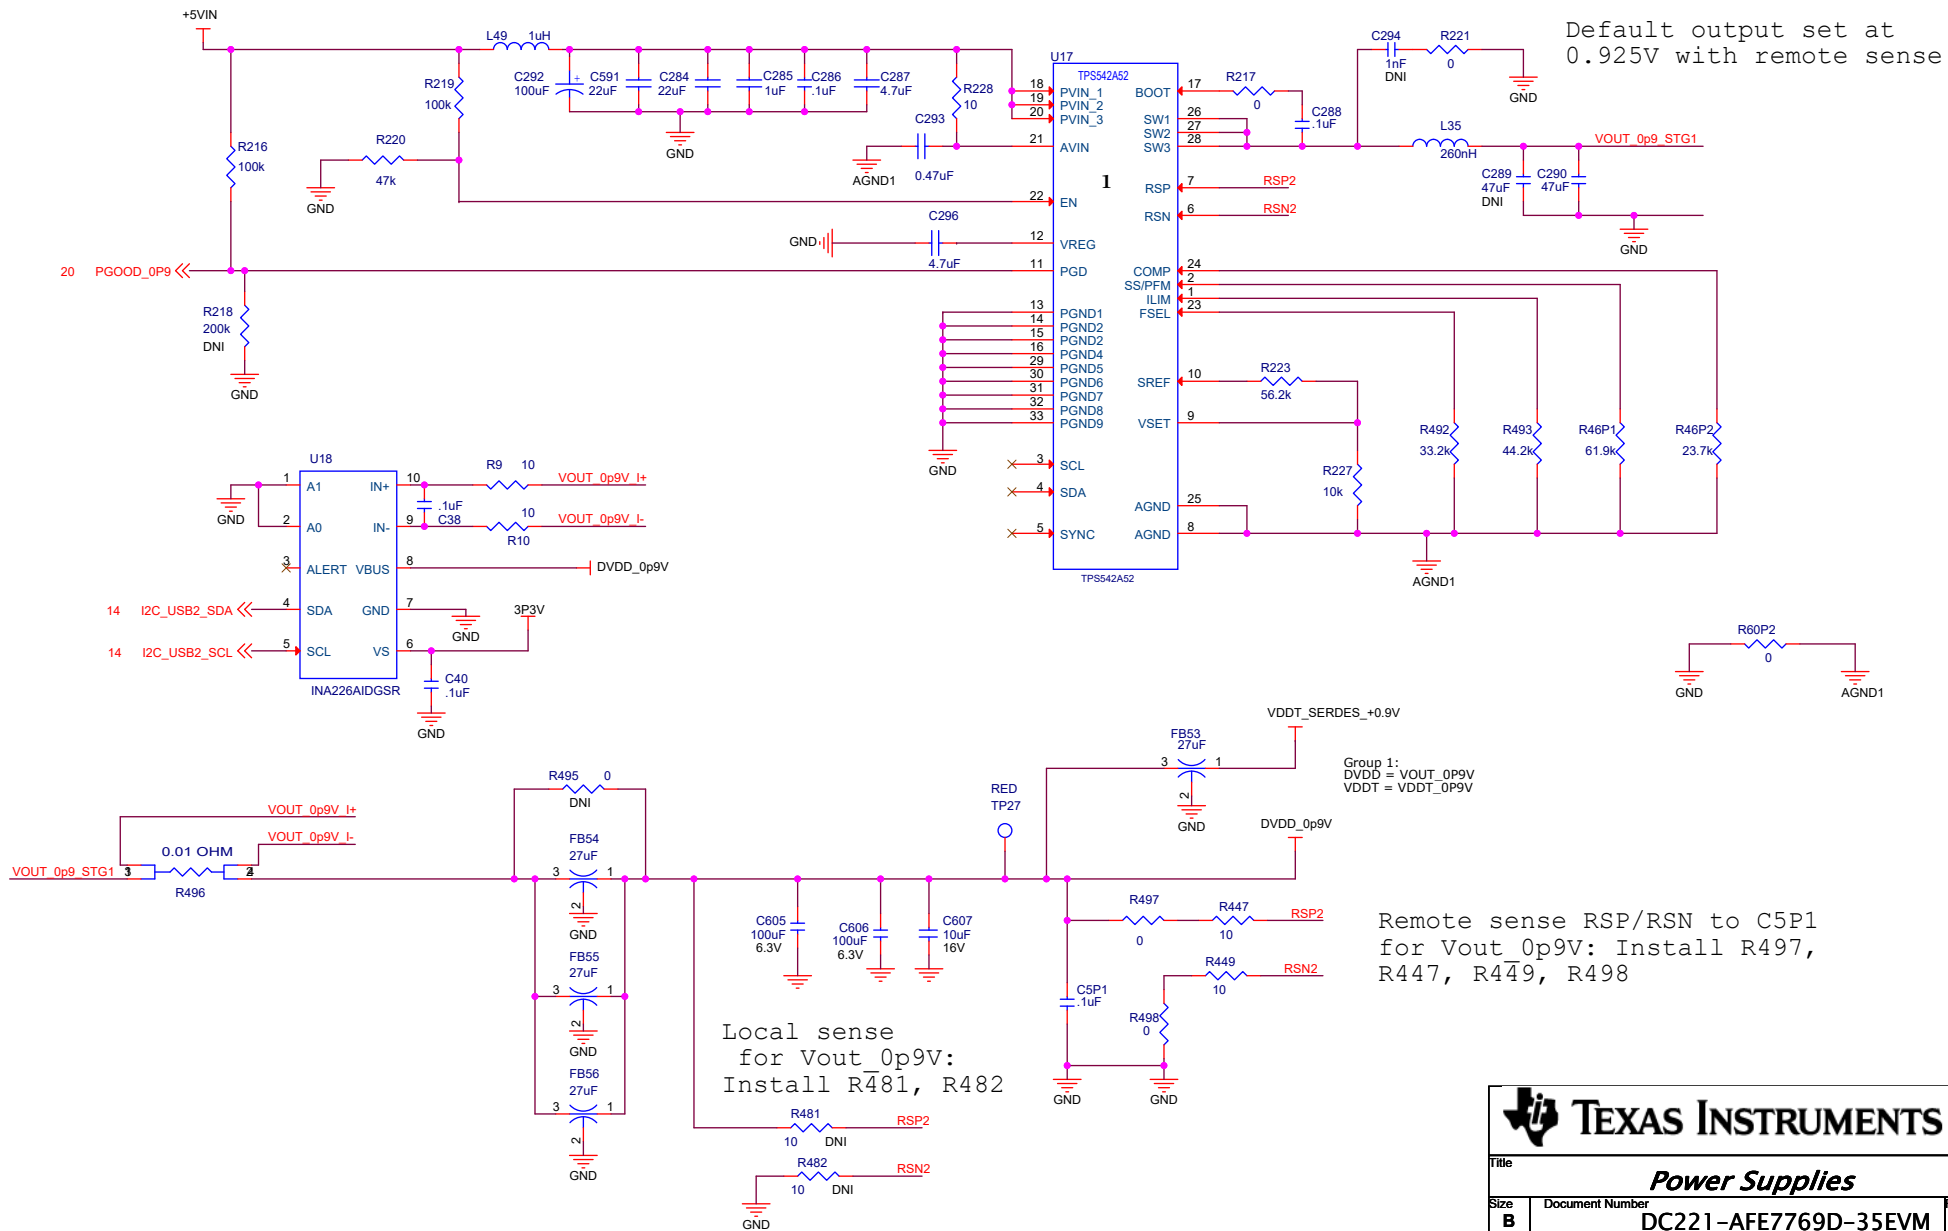 +5VIN
Default output set at
0.925V with remote sense
L49 1uH
C292
100uF
+
C591
22uF
C284
22uF
C285
1uF
C286
.1uF
C287
4.7uF
R219
100k
R228
10
R216
100k
R220
47k
GND
GND
C293
0.47uF
AGND1
U17
TPS542A52
1
18 PVIN_1
19 PVIN_2
20 PVIN_3
21 AVIN
22 EN
12 VREG
11 PGD
13 PGND1
14 PGND2
15 PGND2
16 PGND4
29 PGND5
30 PGND6
31 PGND7
32 PGND8
33 PGND9
3 SCL
4 SDA
5 SYNC
BOOT 17
SW1 26
SW2 27
SW3 28
RSP 7
RSN 6
COMP 24
SS/PFM 2
ILIM 1
FSEL 23
SREF 10
VSET 9
AGND 25
AGND 8
TPS542A52
R217
0
C288
.1uF
C294
1nF
DNI
R221
0
GND
L35
260nH
VOUT_0p9_STG1
C289
47uF
DNI
C290
47uF
GND
RSP2
RSN2
GND
C296
4.7uF
20 PGOOD_0P9
R218
200k
DNI
GND
GND
R223
56.2k
R227
10k
R492
33.2k
R493
44.2k
R46P1
61.9k
R46P2
23.7k
AGND1
U18
1 A1
2 A0
3 ALERT
4 SDA
5 SCL
IN+ 10
IN- 9
VBUS 8
GND 7
VS 6
INA226AIDGSR
GND
R9 10
VOUT_0p9V_I+
.1uF
C38
10
R10
VOUT_0p9V_I-
DVDD_0p9V
14 I2C_USB2_SDA
14 I2C_USB2_SCL
GND
3P3V
C40
.1uF
GND
R60P2
0
GND
AGND1
VDDT_SERDES_+0.9V
FB53
27uF
3 1
2
GND
Group 1:
DVDD = VOUT_0P9V
VDDT = VDDT_0P9V
R495 0
DNI
RED
TP27
DVDD_0p9V
VOUT_0p9V_I+
VOUT_0p9V_I-
0.01 OHM
VOUT_0p9_STG1
R496
FB54
27uF
3 1
2
GND
FB55
27uF
3 1
2
GND
FB56
27uF
3 1
2
GND
C605
100uF
6.3V
C606
100uF
6.3V
C607
10uF
16V
R497
0
R447
10
RSP2
R449
10
RSN2
C5P1
.1uF
R498
0
GND
GND
Remote sense RSP/RSN to C5P1
for Vout_0p9V: Install R497,
R447, R449, R498
Local sense
for Vout_0p9V:
Install R481, R482
R481
10 DNI
RSP2
R482
10 DNI
RSN2
GND
TEXAS INSTRUMENTS
Title
Power Supplies
Size
B
Document Number
DC221-AFE7769D-35EVM